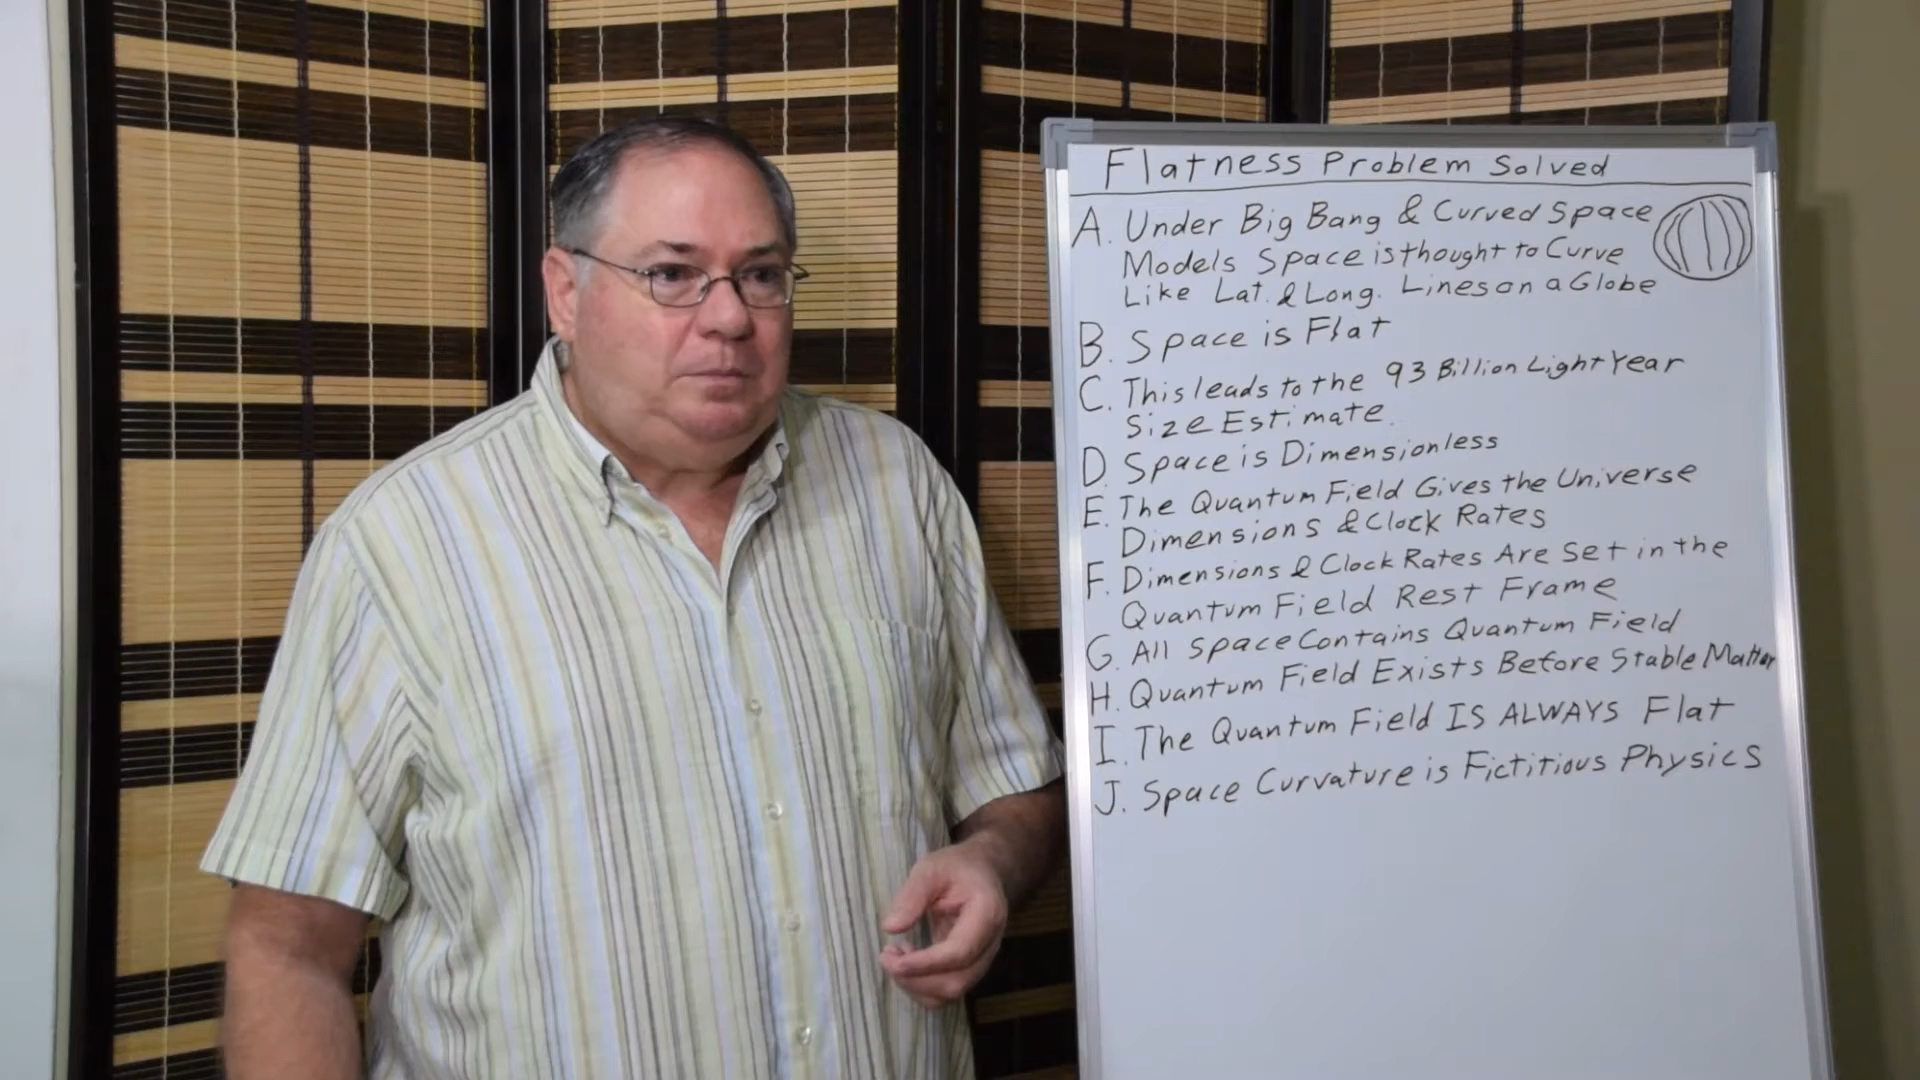 Flatness Problem Solved
A. Under Big Bang & Curved Space
Models Space is thought to Curve
Like Lat. & Long. Lines on a Globe
B. Space is Flat
C. This leads to the 93 Billion Light Year
Size Estimate.
D. Space is Dimensionless
E. The Quantum Field Gives the Universe
Dimensions & Clock Rates
F. Dimensions & Clock Rates Are Set in the
Quantum Field Rest Frame
G. All Space Contains Quantum Field
H. Quantum Field Exists Before Stable Matter
I. The Quantum Field IS ALWAYS Flat
J. Space Curvature is Fictitious Physics